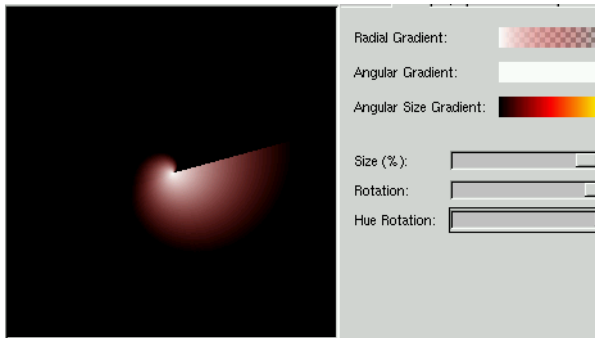 Radial Gradient:
Angular Gradient:
Angular Size Gradient:
Size (%):
Rotation:
Hue Rotation: